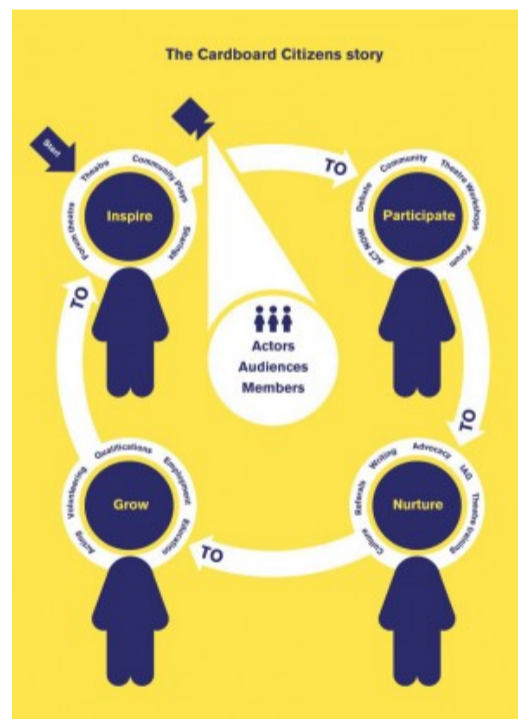 The Cardboard Citizens story
Start
Forum theatre
Theatre
Community Plays
Sharings
Inspire
TO
ACT NOW
Debate
Community
Theatre Workshops
Forum
Participate
TO
Actors
Audiences
Members
Culture
Referrals
Writing
Advocacy
IAG
Theatre training
Nurture
TO
Acting
Volunteering
Qualifications
Employment
Education
Grow
TO